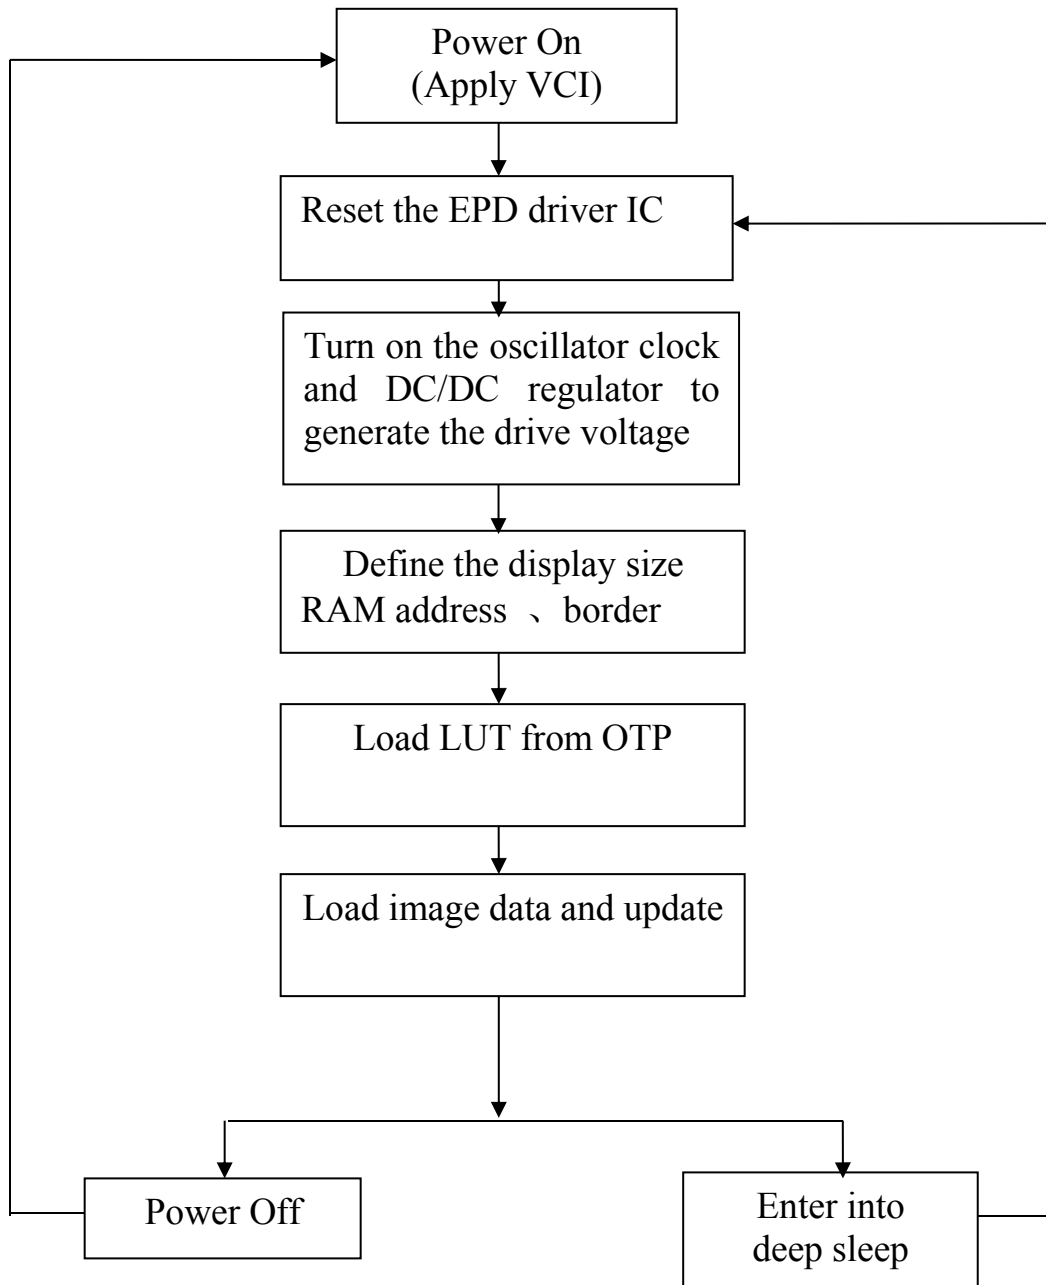 Power On
(Apply VCI)
Reset the EPD driver IC
Turn on the oscillator clock
and DC/DC regulator to
generate the drive voltage
Define the display size
RAM address 、border
Load LUT from OTP
Load image data and update
Power Off
Enter into
deep sleep